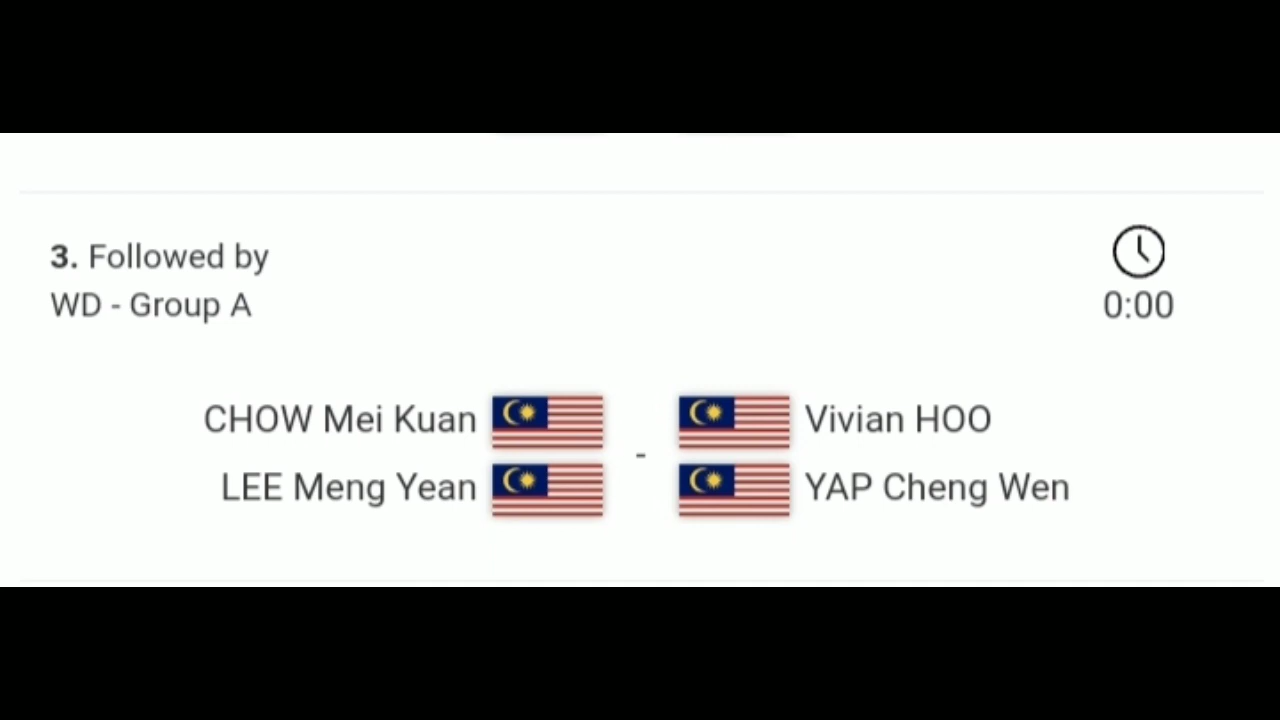 3. Followed by
WD - Group A
0:00
CHOW Mei Kuan - Vivian HOO
LEE Meng Yean YAP Cheng Wen